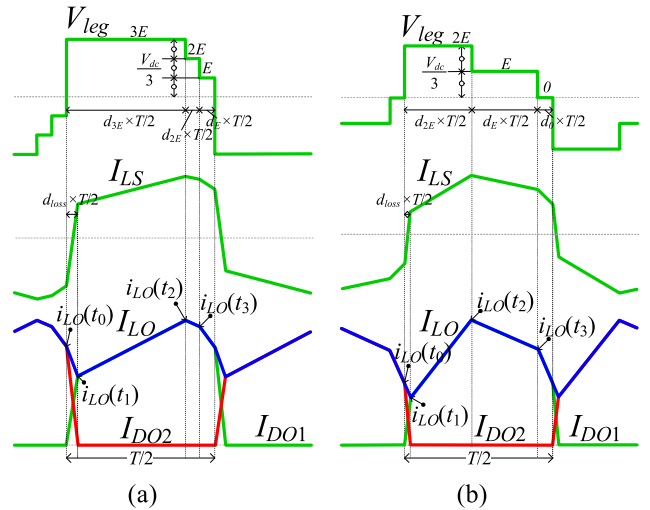 V_leg
3E
2E
E
V_dc/3
d_3E×T/2
d_2E×T/2
d_E×T/2
I_LS
d_loss×T/2
i_LO(t_0)
I_LO
i_LO(t_2)
i_LO(t_3)
i_LO(t_1)
I_DO2
I_DO1
T/2
(a)
V_leg
2E
E
0
V_dc/3
d_2E×T/2
d_E×T/2
d_0×T/2
I_LS
d_loss×T/2
i_LO(t_2)
I_LO
i_LO(t_3)
i_LO(t_0)
i_LO(t_1)
I_DO2
I_DO1
T/2
(b)